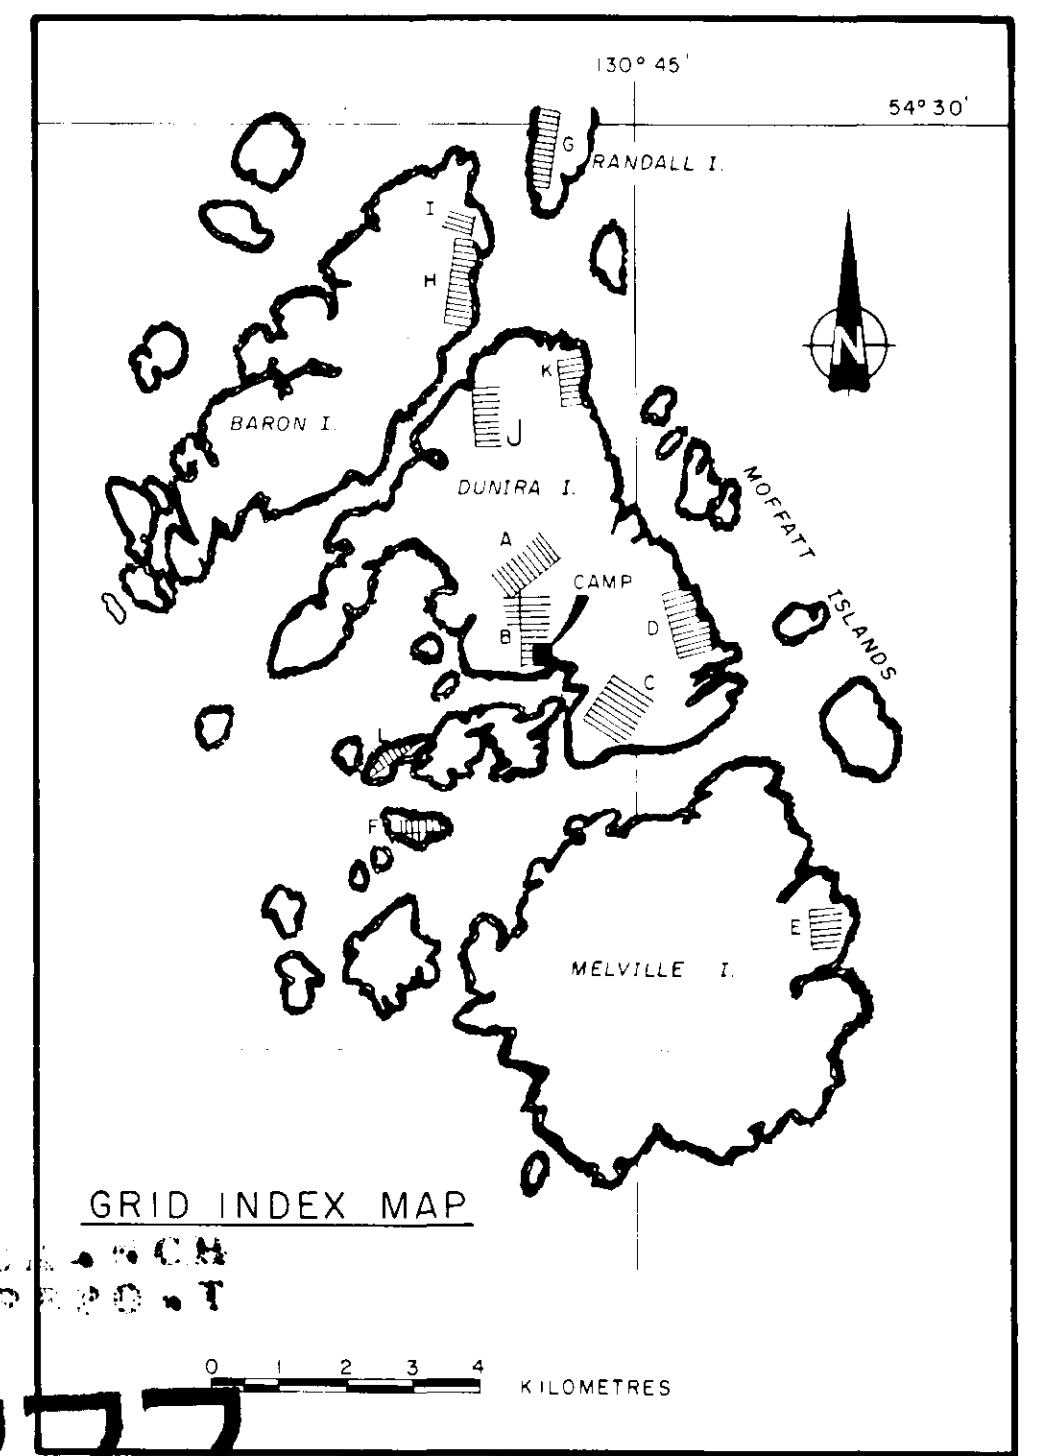 130° 45'
54° 30'
G
RANDALL I.
I
H
N
K
BARON I.
J
DUNIRA I.
MOFFATT ISLANDS
A
CAMP
B
D
C
L
F
E
MELVILLE I.
GRID INDEX MAP
0 1 2 3 4
KILOMETRES